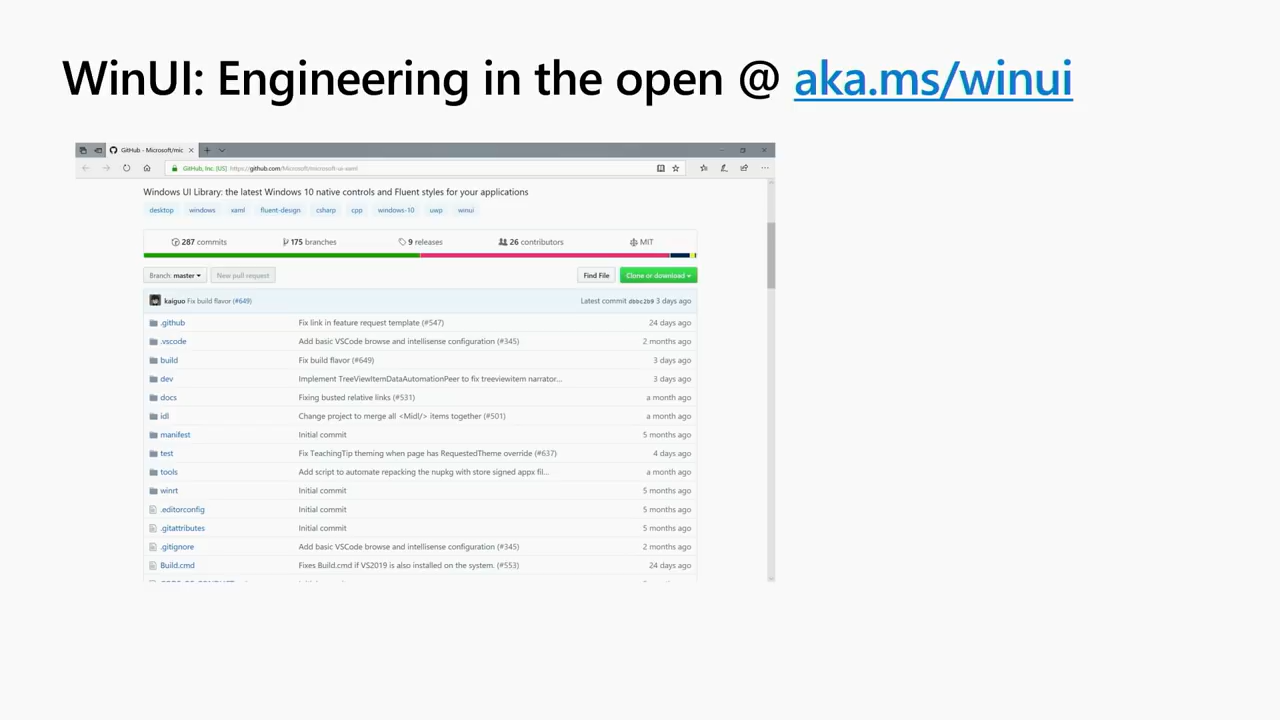 WinUI: Engineering in the open @ aka.ms/winui
GitHub - Microsoft/mic
GitHub, Inc. [US] https://github.com/Microsoft/microsoft-ui-xaml
Windows UI Library: the latest Windows 10 native controls and Fluent styles for your applications
desktop windows xaml fluent-design csharp cpp windows-10 uwp winui
287 commits 175 branches 9 releases 26 contributors MIT
Branch: master New pull request Find File Clone or download
kaiguo Fix build flavor (#649) Latest commit dbbc2b9 3 days ago
.github Fix link in feature request template (#547) 24 days ago
.vscode Add basic VSCode browse and intellisense configuration (#345) 2 months ago
build Fix build flavor (#649) 3 days ago
dev Implement TreeViewItemDataAutomationPeer to fix treeviewitem narrator... 3 days ago
docs Fixing busted relative links (#531) a month ago
idl Change project to merge all <Midl/> items together (#501) a month ago
manifest Initial commit 5 months ago
test Fix TeachingTip theming when page has RequestedTheme override (#637) 4 days ago
tools Add script to automate repacking the nupkg with store signed appx fil... a month ago
winrt Initial commit 5 months ago
.editorconfig Initial commit 5 months ago
.gitattributes Initial commit 5 months ago
.gitignore Add basic VSCode browse and intellisense configuration (#345) 2 months ago
Build.cmd Fixes Build.cmd if VS2019 is also installed on the system. (#553) 24 days ago